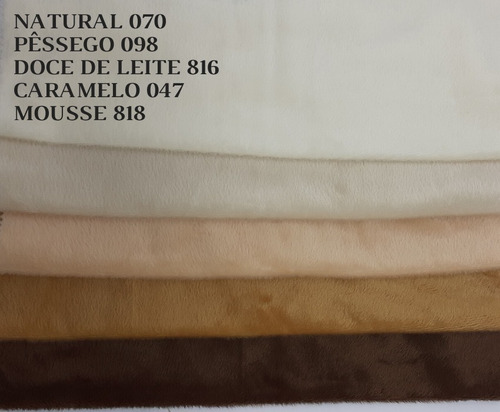 NATURAL 070
PÊSSEGO 098
DOCE DE LEITE 816
CARAMELO 047
MOUSSE 818